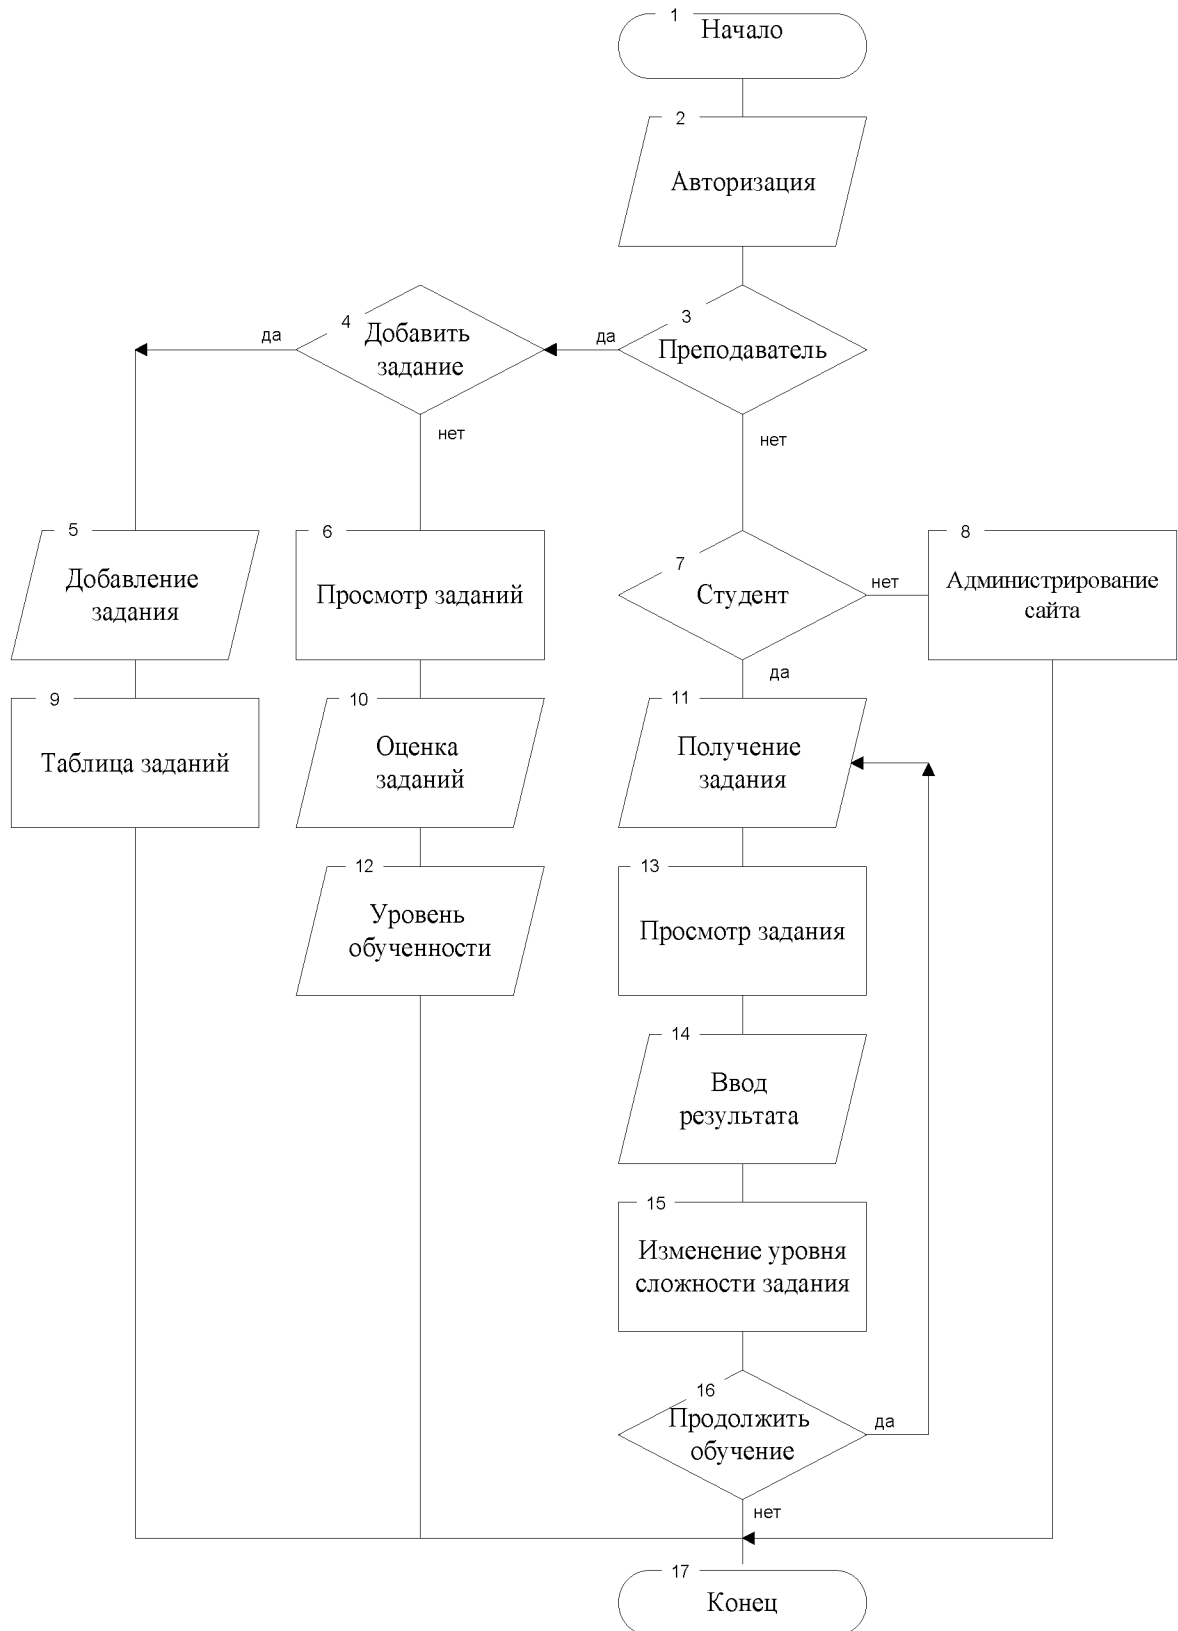 1
Начало
2
Авторизация
3
Преподаватель
да
нет
4
Добавить
задание
да
нет
5
Добавление
задания
6
Просмотр заданий
7
Студент
нет
да
8
Администрирование
сайта
9
Таблица заданий
10
Оценка
заданий
11
Получение
задания
12
Уровень
обученности
13
Просмотр задания
14
Ввод
результата
15
Изменение уровня
сложности задания
16
Продолжить
обучение
да
нет
17
Конец